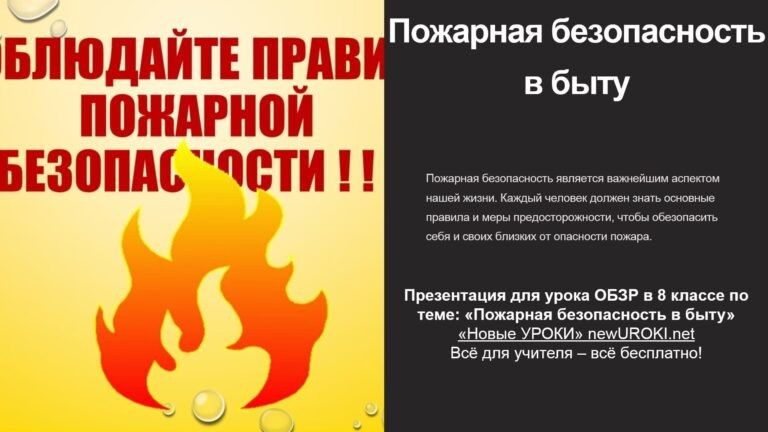 ОБЛЮДАЙТЕ ПРАВИ
ПОЖАРНОЙ
БЕЗОПАСНОСТИ ! !
Пожарная безопасность
в быту
Пожарная безопасность является важнейшим аспектом
нашей жизни. Каждый человек должен знать основные
правила и меры предосторожности, чтобы обезопасить
себя и своих близких от опасности пожара.
Презентация для урока ОБЗР в 8 классе по
теме: «Пожарная безопасность в быту»
«Новые УРОКИ» newUROKI.net
Всё для учителя – всё бесплатно!